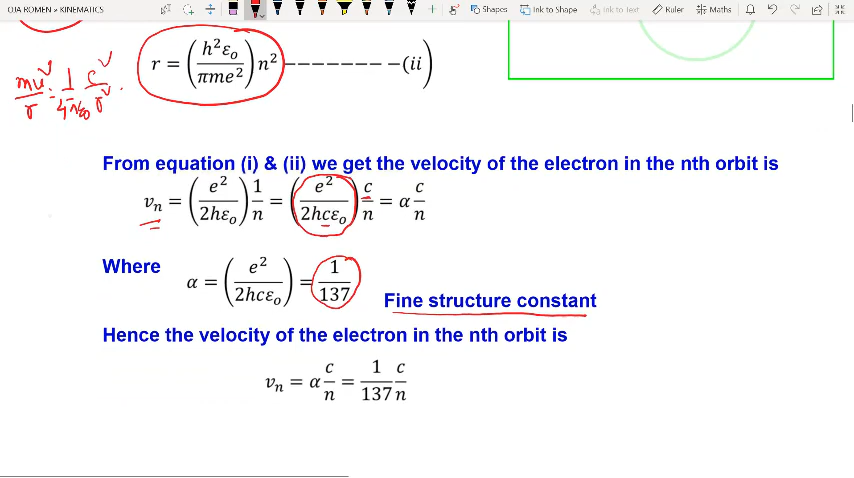 OJA ROMEN > KINEMATICS
Shapes Ink to Shape Ink to Text Ruler Maths
r = (h²ε₀/πme²) n² − − − − − − − −(ii)
mv²/r = 1/4πε₀ e²/r²
From equation (i) & (ii) we get the velocity of the electron in the nth orbit is
vₙ = (e²/2hε₀) 1/n = (e²/2hcε₀) c/n = α c/n
Where α = (e²/2hcε₀) = 1/137
Fine structure constant
Hence the velocity of the electron in the nth orbit is
vₙ = α c/n = 1/137 c/n